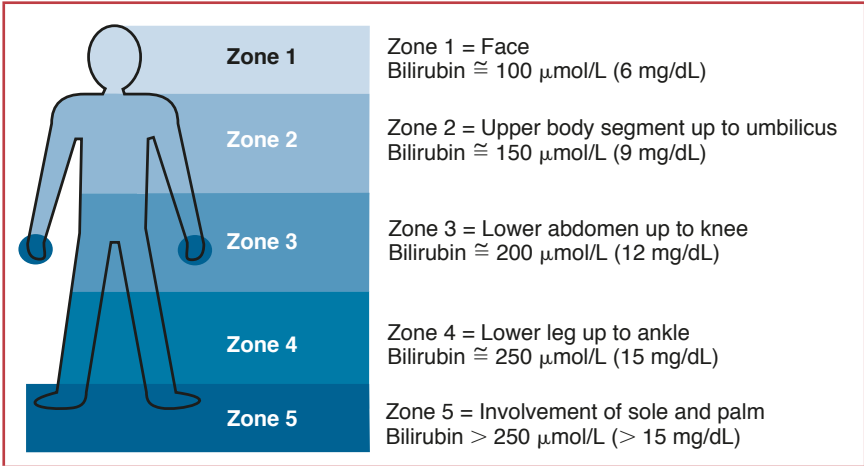 Zone 1
Zone 1 = Face
Bilirubin ≅ 100 μmol/L (6 mg/dL)
Zone 2
Zone 2 = Upper body segment up to umbilicus
Bilirubin ≅ 150 μmol/L (9 mg/dL)
Zone 3
Zone 3 = Lower abdomen up to knee
Bilirubin ≅ 200 μmol/L (12 mg/dL)
Zone 4
Zone 4 = Lower leg up to ankle
Bilirubin ≅ 250 μmol/L (15 mg/dL)
Zone 5
Zone 5 = Involvement of sole and palm
Bilirubin > 250 μmol/L (> 15 mg/dL)